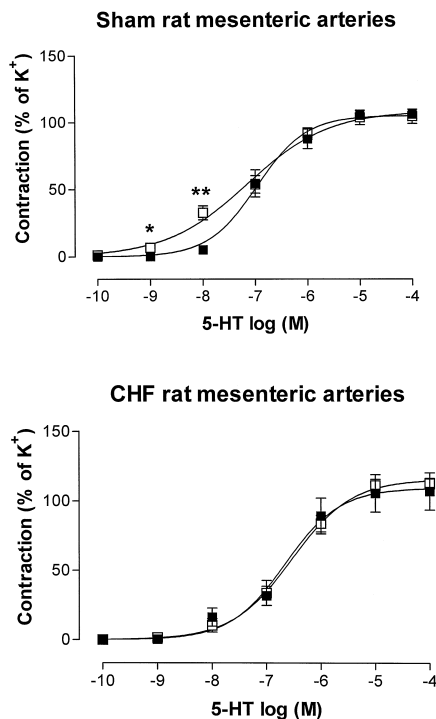 Sham rat mesenteric arteries
Contraction (% of K+)
150
100
50
0
*
**
-10 -9 -8 -7 -6 -5 -4
5-HT log (M)
CHF rat mesenteric arteries
Contraction (% of K+)
150
100
50
0
-10 -9 -8 -7 -6 -5 -4
5-HT log (M)